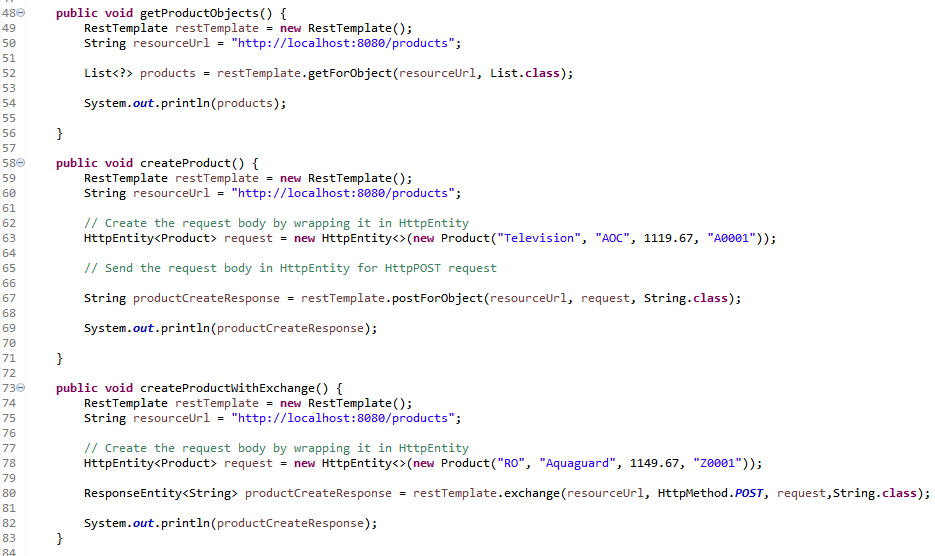 48 public void getProductObjects() {
49 RestTemplate restTemplate = new RestTemplate();
50 String resourceUrl = "http://localhost:8080/products";
51
52 List<?> products = restTemplate.getForObject(resourceUrl, List.class);
53
54 System.out.println(products);
55
56 }
57
58 public void createProduct() {
59 RestTemplate restTemplate = new RestTemplate();
60 String resourceUrl = "http://localhost:8080/products";
61
62 // Create the request body by wrapping it in HttpEntity
63 HttpEntity<Product> request = new HttpEntity<>(new Product("Television", "AOC", 1119.67, "A0001"));
64
65 // Send the request body in HttpEntity for HttpPOST request
66
67 String productCreateResponse = restTemplate.postForObject(resourceUrl, request, String.class);
68
69 System.out.println(productCreateResponse);
70
71 }
72
73 public void createProductWithExchange() {
74 RestTemplate restTemplate = new RestTemplate();
75 String resourceUrl = "http://localhost:8080/products";
76
77 // Create the request body by wrapping it in HttpEntity
78 HttpEntity<Product> request = new HttpEntity<>(new Product("RO", "Aquaguard", 1149.67, "Z0001"));
79
80 ResponseEntity<String> productCreateResponse = restTemplate.exchange(resourceUrl, HttpMethod.POST, request,String.class);
81
82 System.out.println(productCreateResponse);
83 }
84